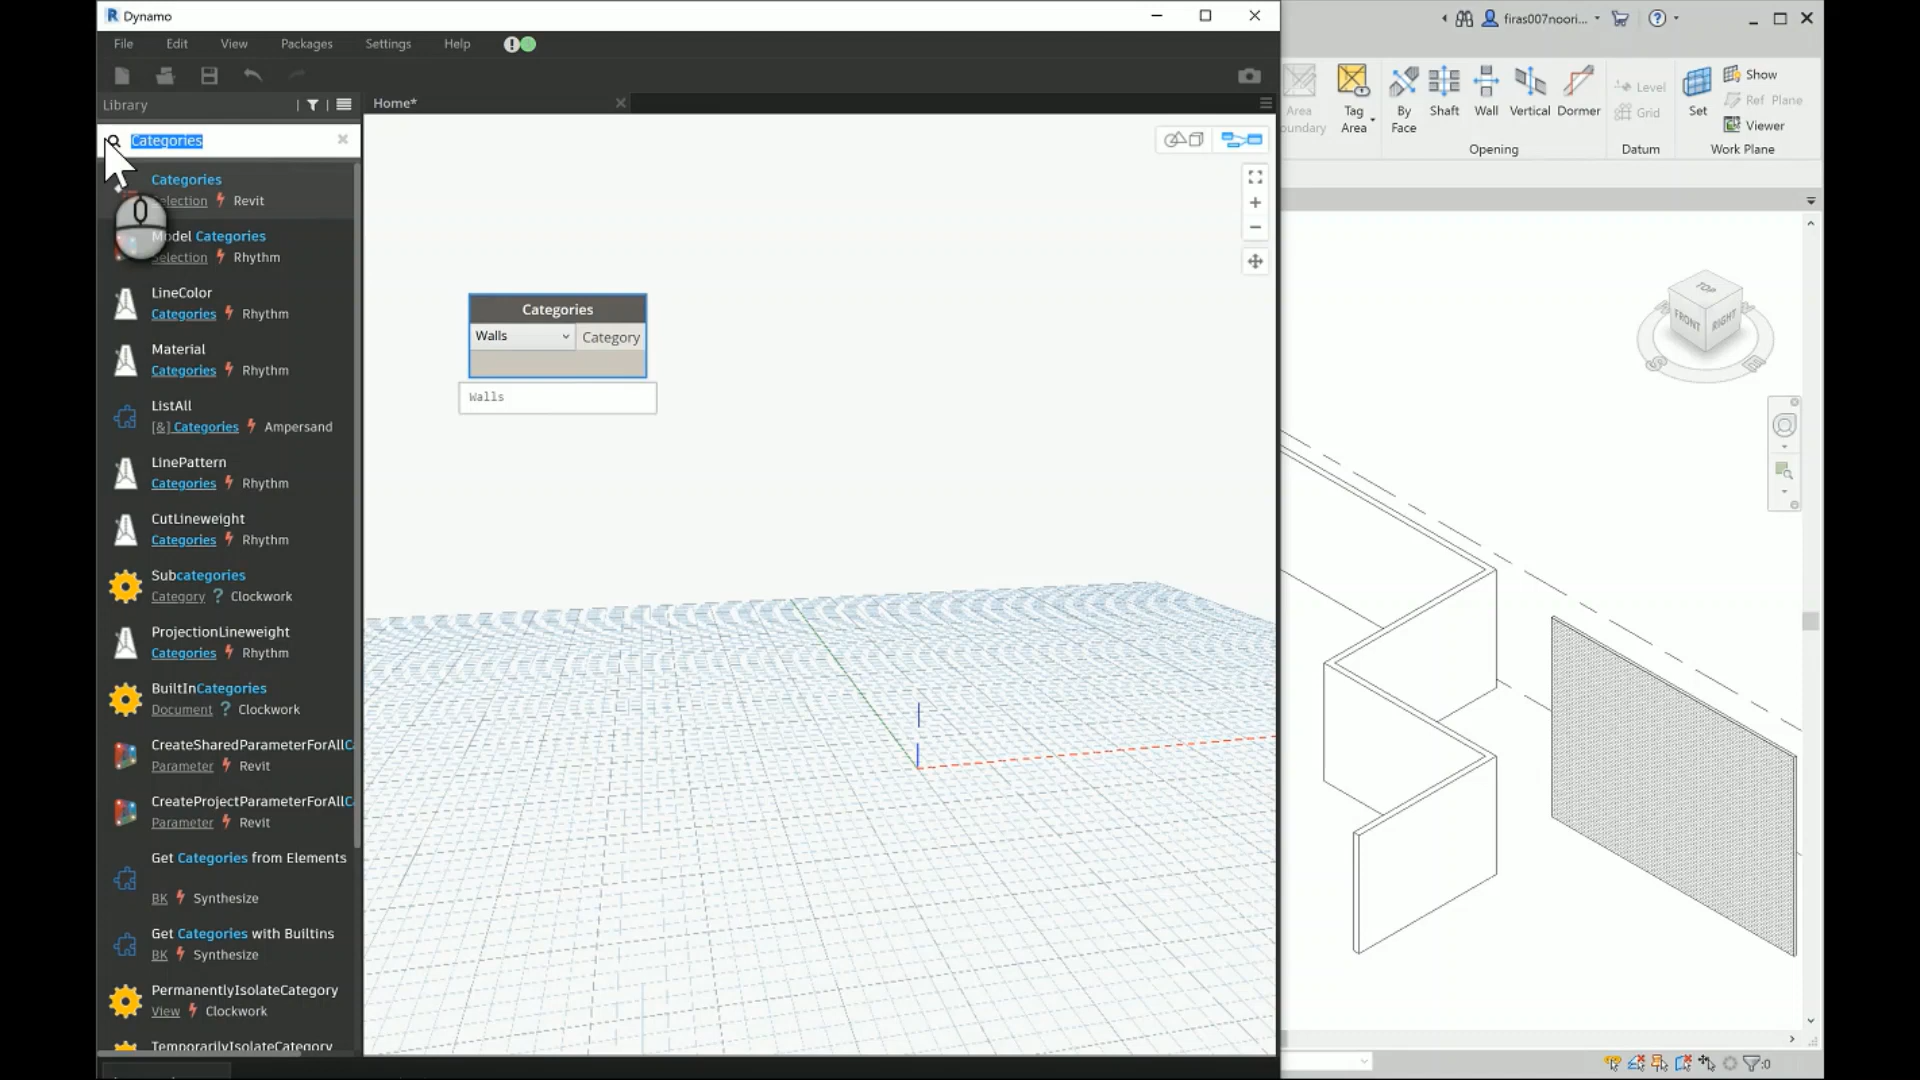 Dynamo
firas007noori...
File Edit View Packages Settings Help
Library
Home*
Categories
Categories
Revit
Categories
Rhythm
LineColor
Categories Rhythm
Material
Categories Rhythm
ListAll
[&] Categories Ampersand
LinePattern
Categories Rhythm
CutLineweight
Categories Rhythm
Subcategories
Category ? Clockwork
ProjectionLineweight
Categories Rhythm
BuiltInCategories
Document ? Clockwork
CreateSharedParameterForAllC
Parameter Revit
CreateProjectParameterForAllC
Parameter Revit
Get Categories from Elements
BK Synthesize
Get Categories with Builtins
BK Synthesize
PermanentlyIsolateCategory
View Clockwork
TemporarilyIsolateCategory
Categories
Walls Category
Walls
Area
Tag
Area
By
Face
Shaft
Wall
Vertical
Dormer
Opening
Level
Grid
Datum
Set
Show
Ref Plane
Viewer
Work Plane
TOP
FRONT
RIGHT
S
E
:0